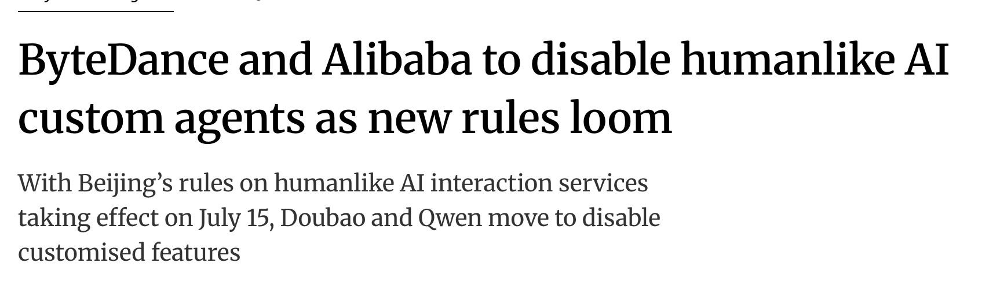 ByteDance and Alibaba to disable humanlike AI
custom agents as new rules loom
With Beijing’s rules on humanlike AI interaction services
taking effect on July 15, Doubao and Qwen move to disable
customised features